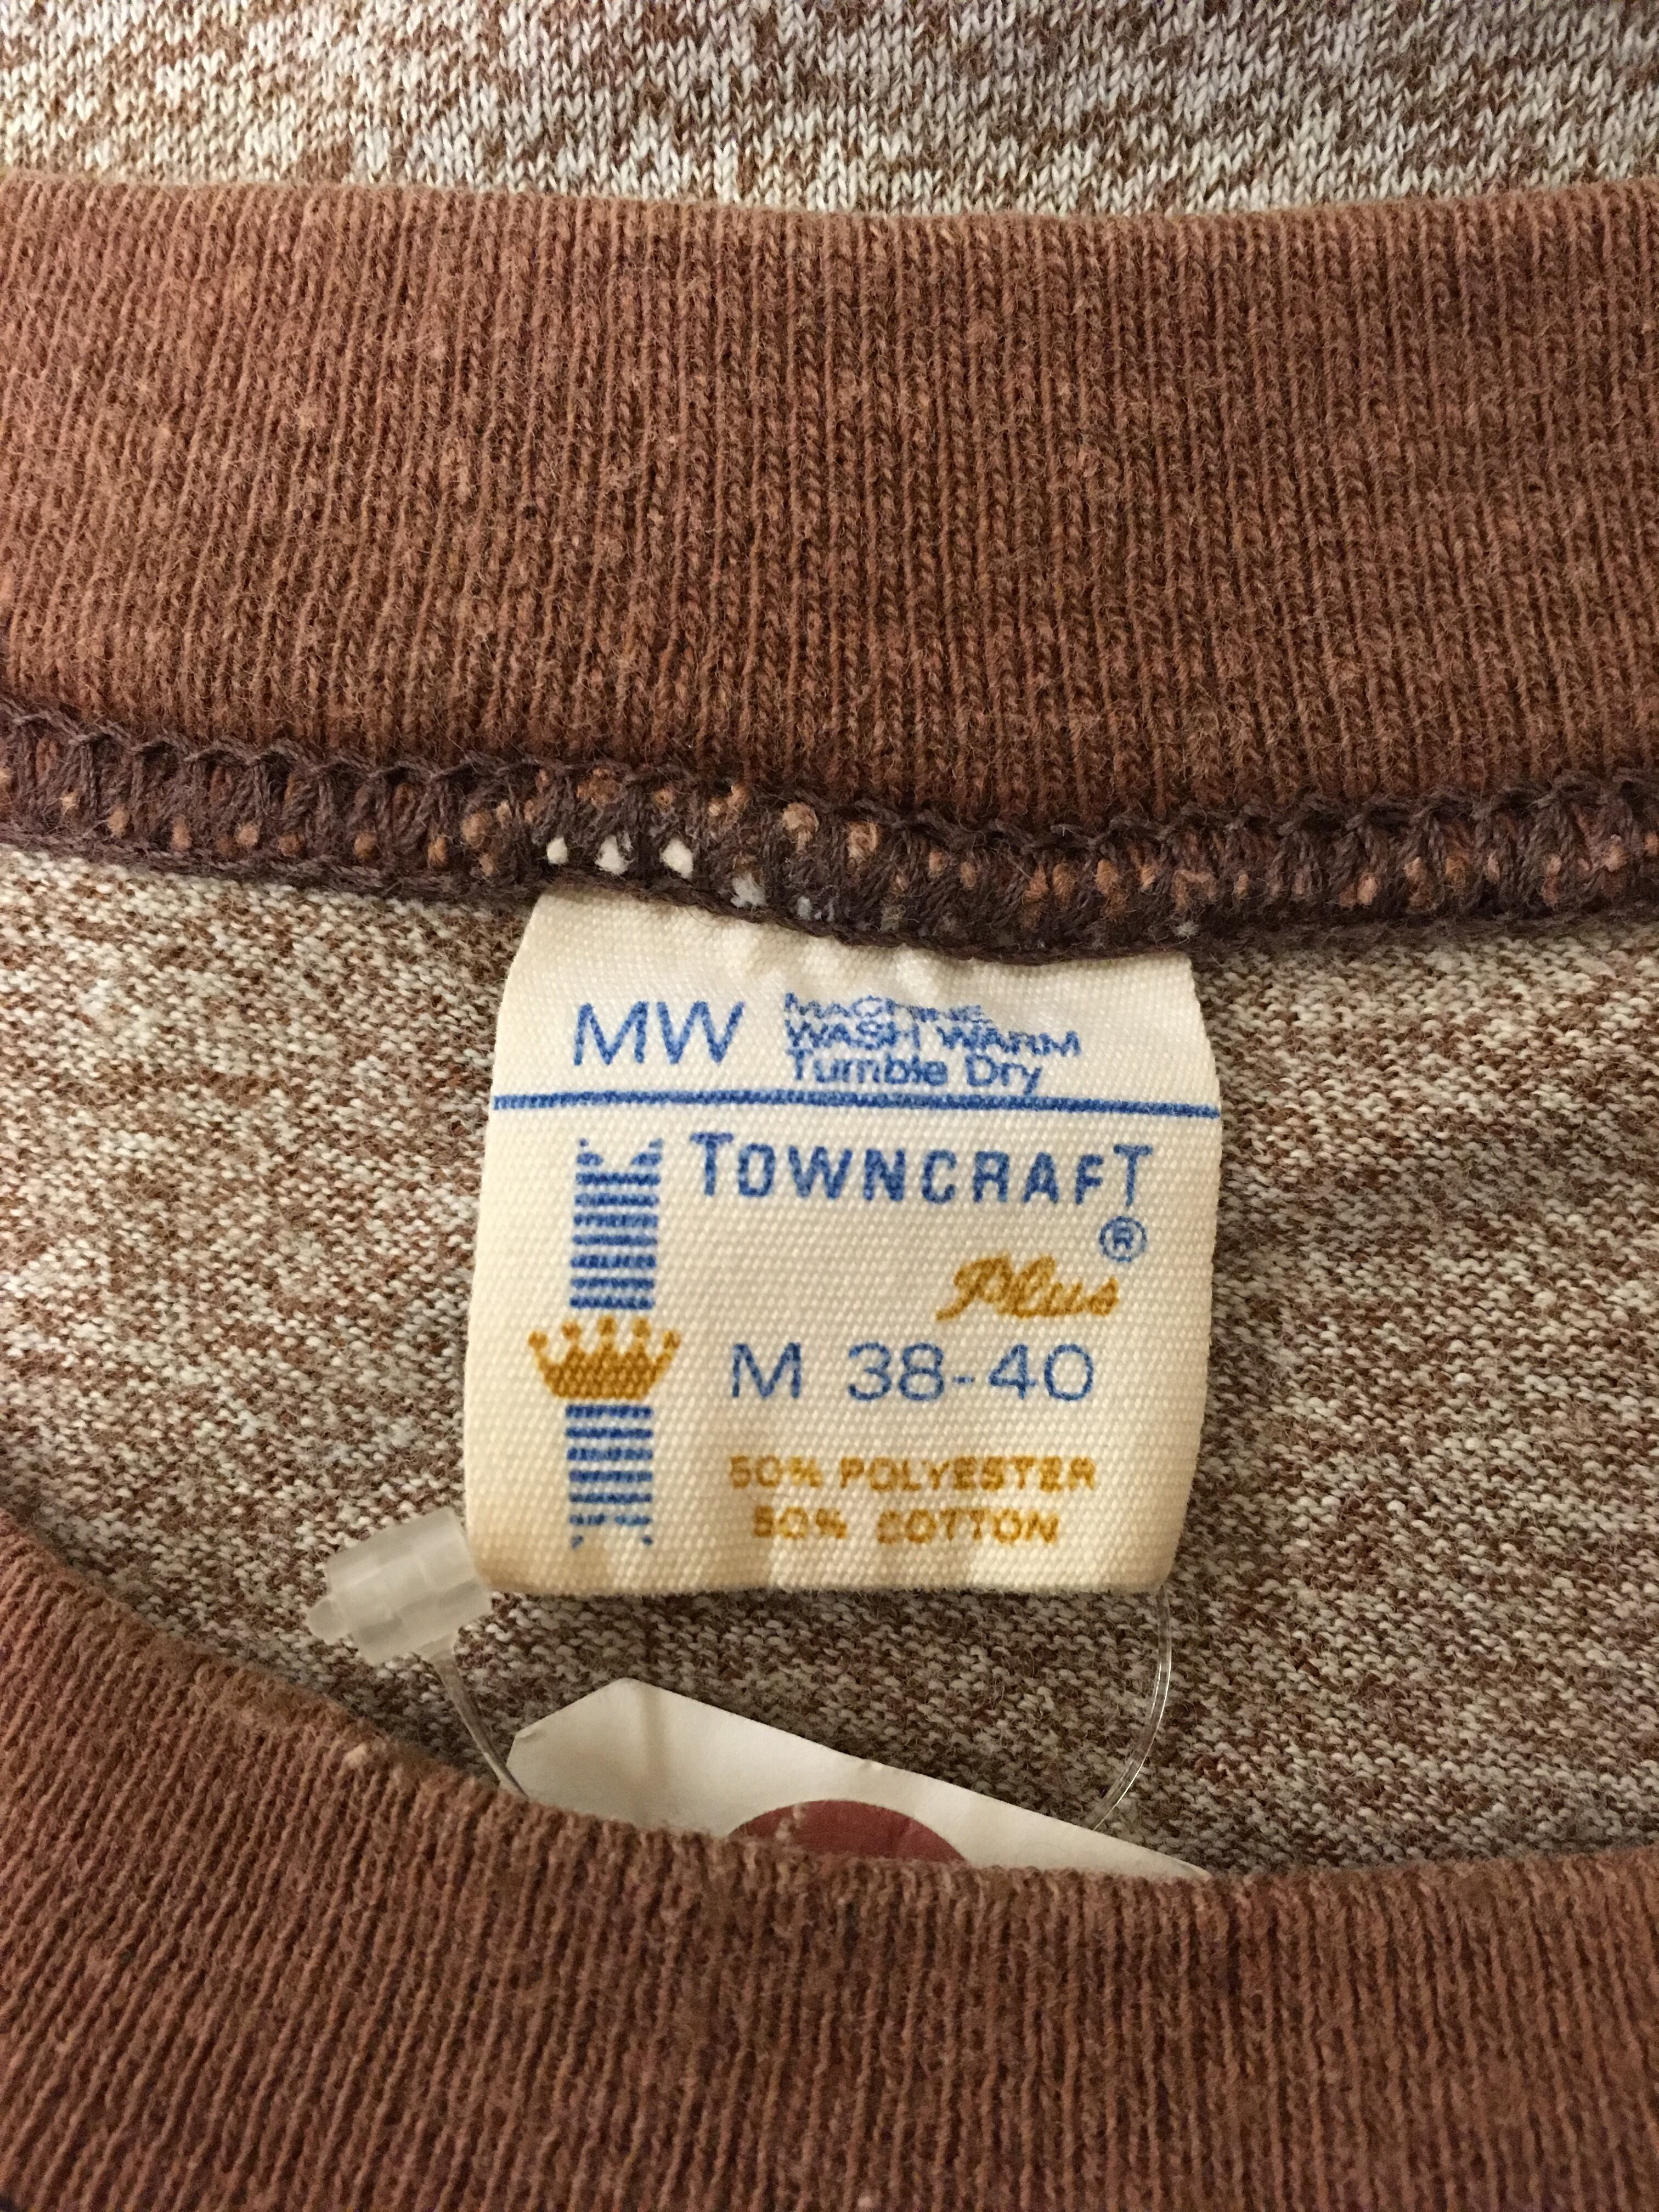 MW MACHINE
WASH WARM
Tumble Dry
TOWNCRAFT
®
Plus
M 38-40
50% POLYESTER
50% COTTON